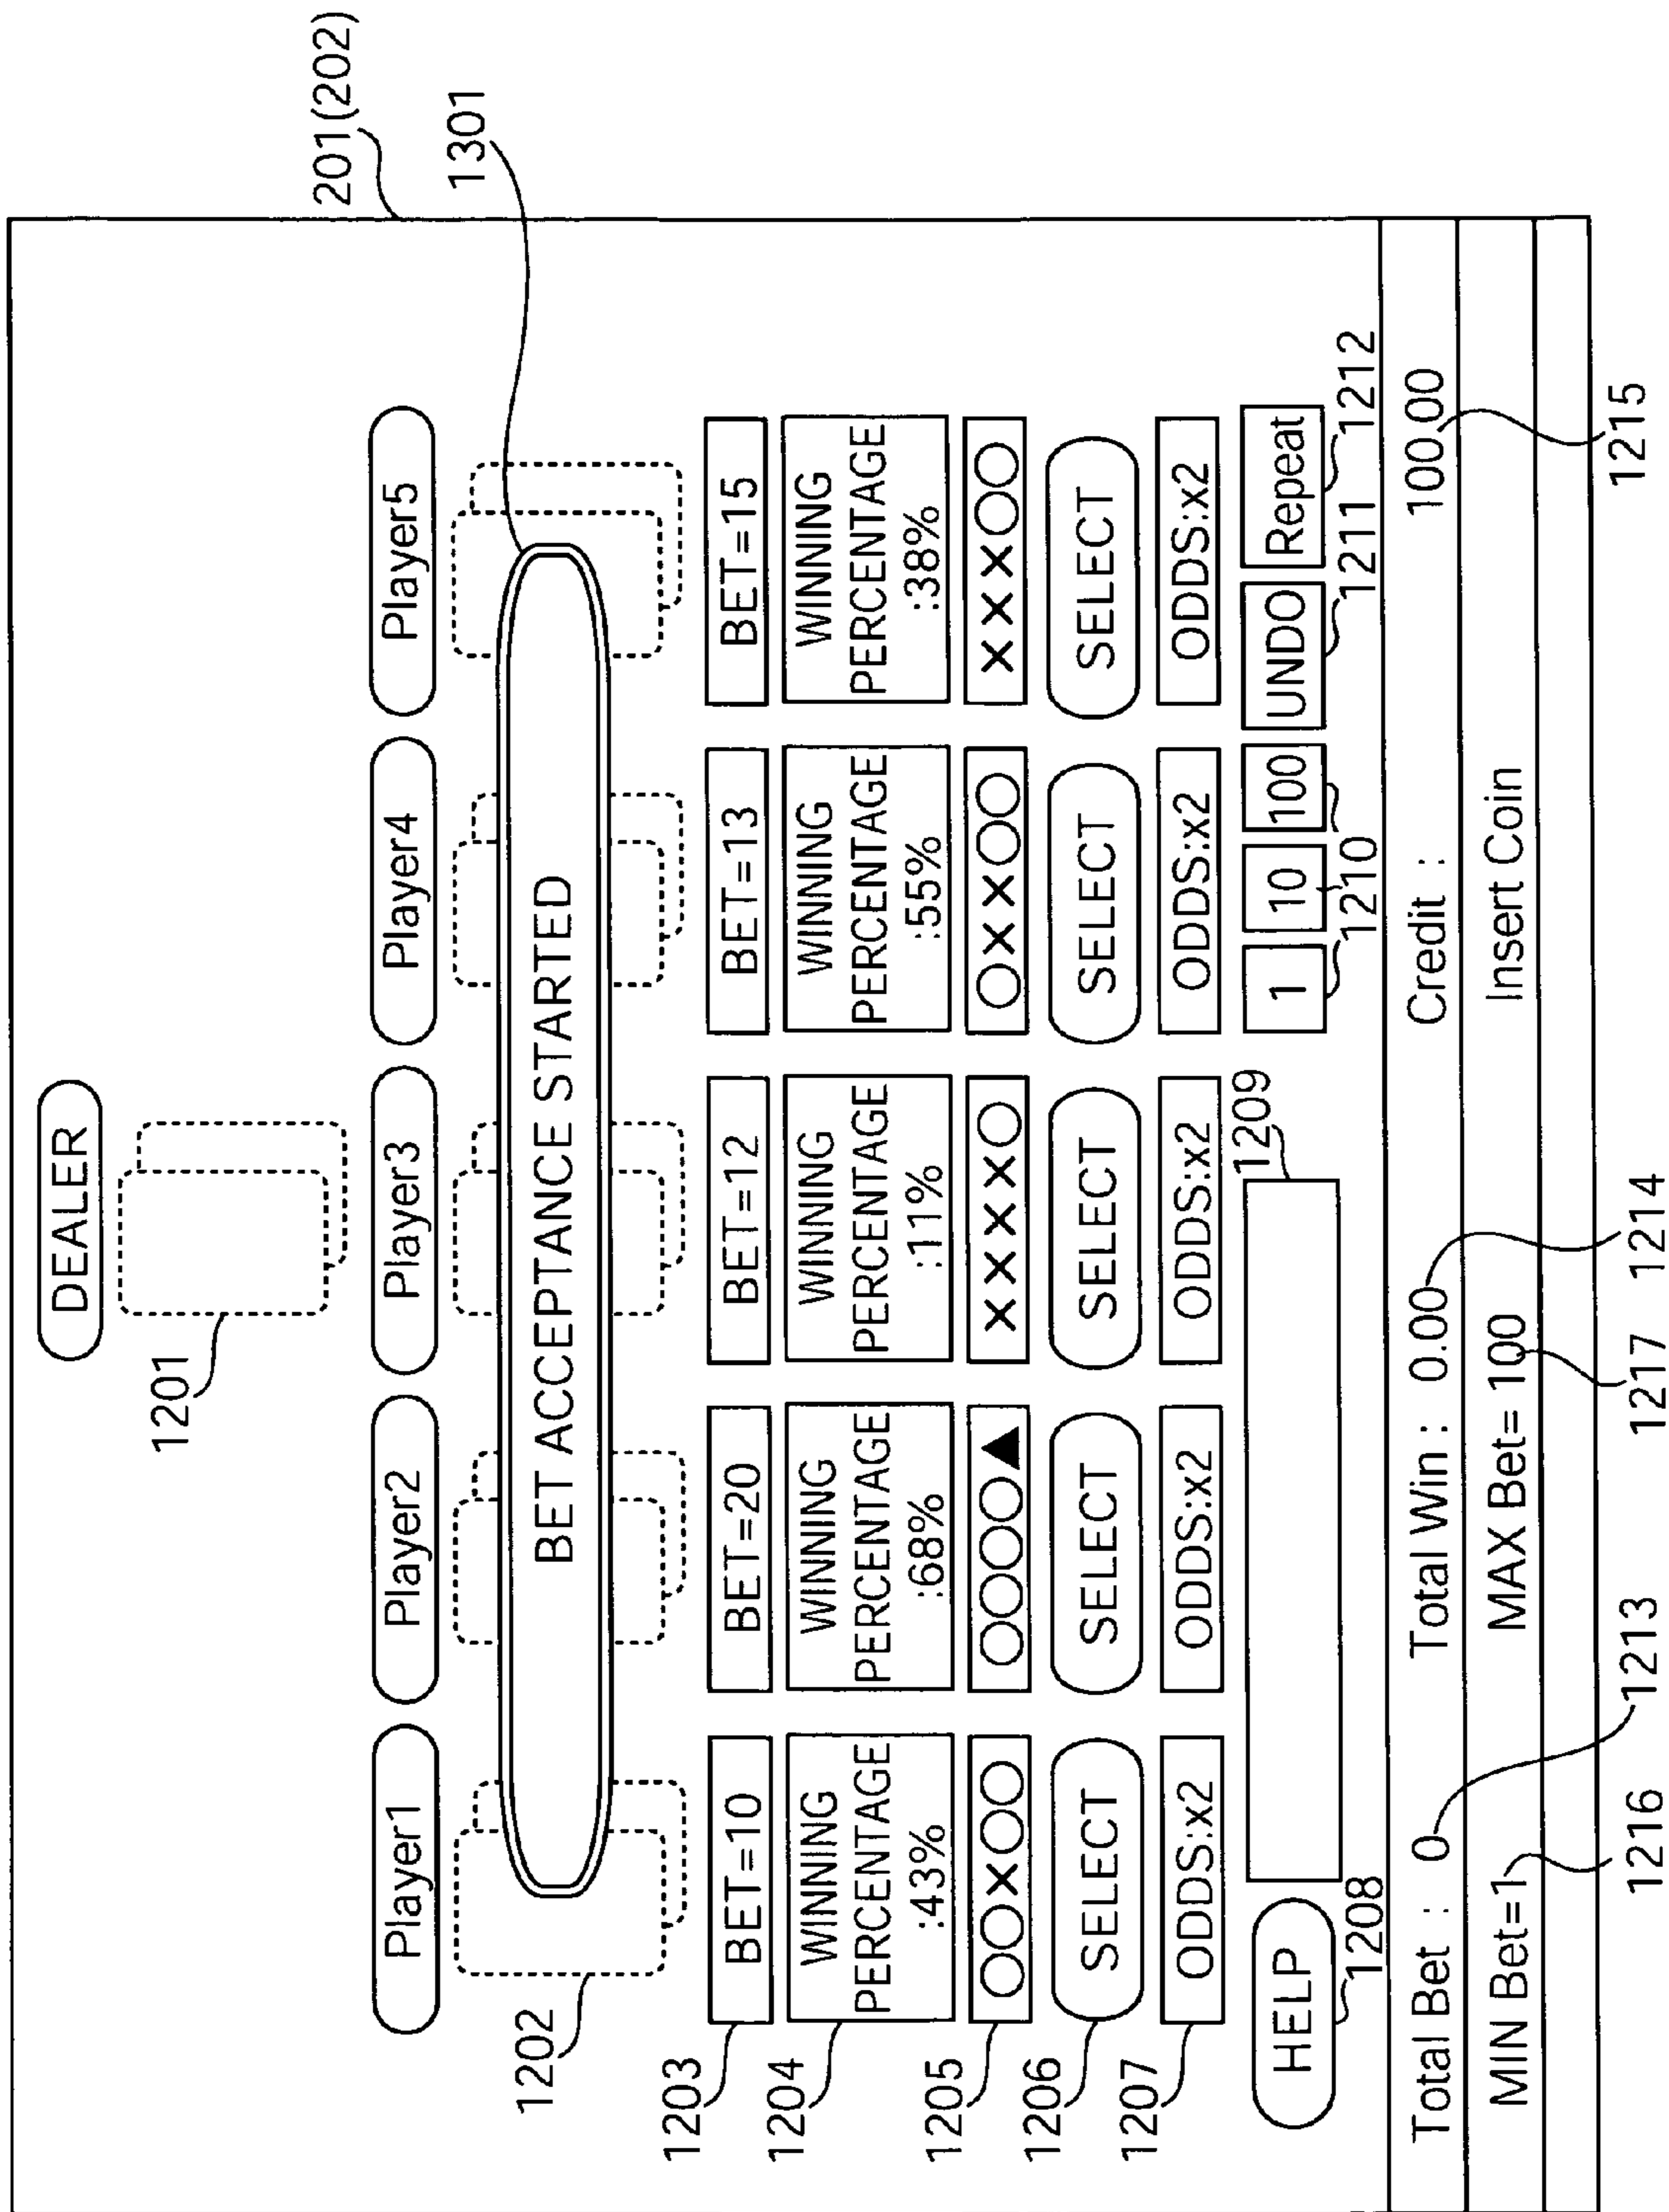 201(202)
1301
DEALER
1201
Player1 Player2 Player3 Player4 Player5
BET ACCEPTANCE STARTED
1202
1203 BET=10 BET=20 BET=12 BET=13 BET=15
1204 WINNING WINNING WINNING WINNING WINNING
PERCENTAGE PERCENTAGE PERCENTAGE PERCENTAGE PERCENTAGE
:43% :68% :11% :55% :38%
1205 ○○×○○ ○○○○▲ ××××○ ○××○○ ×××○○
1206 SELECT SELECT SELECT SELECT SELECT
1207 ODDS:x2 ODDS:x2 ODDS:x2 ODDS:x2 ODDS:x2
HELP 1209 1 10 100 UNDO Repeat
1208 1210 1211 1212
Total Bet : 0 Total Win : 0.00 Credit : 100.00
MIN Bet=1 MAX Bet= 100 Insert Coin
1216 1213 1217 1214 1215